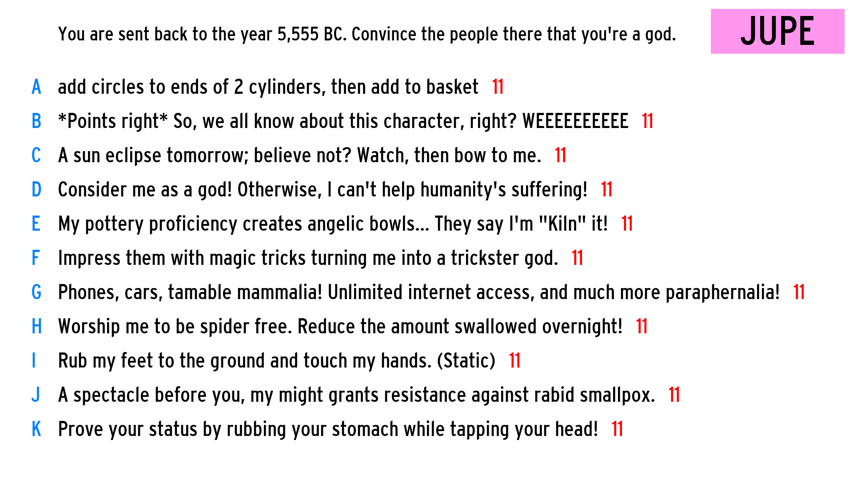 You are sent back to the year 5,555 BC. Convince the people there that you're a god.
JUPE
A add circles to ends of 2 cylinders, then add to basket 11
B *Points right* So, we all know about this character, right? WEEEEEEEEEE 11
C A sun eclipse tomorrow; believe not? Watch, then bow to me. 11
D Consider me as a god! Otherwise, I can't help humanity's suffering! 11
E My pottery proficiency creates angelic bowls... They say I'm "Kiln" it! 11
F Impress them with magic tricks turning me into a trickster god. 11
G Phones, cars, tamable mammalia! Unlimited internet access, and much more paraphernalia! 11
H Worship me to be spider free. Reduce the amount swallowed overnight! 11
I Rub my feet to the ground and touch my hands. (Static) 11
J A spectacle before you, my might grants resistance against rabid smallpox. 11
K Prove your status by rubbing your stomach while tapping your head! 11